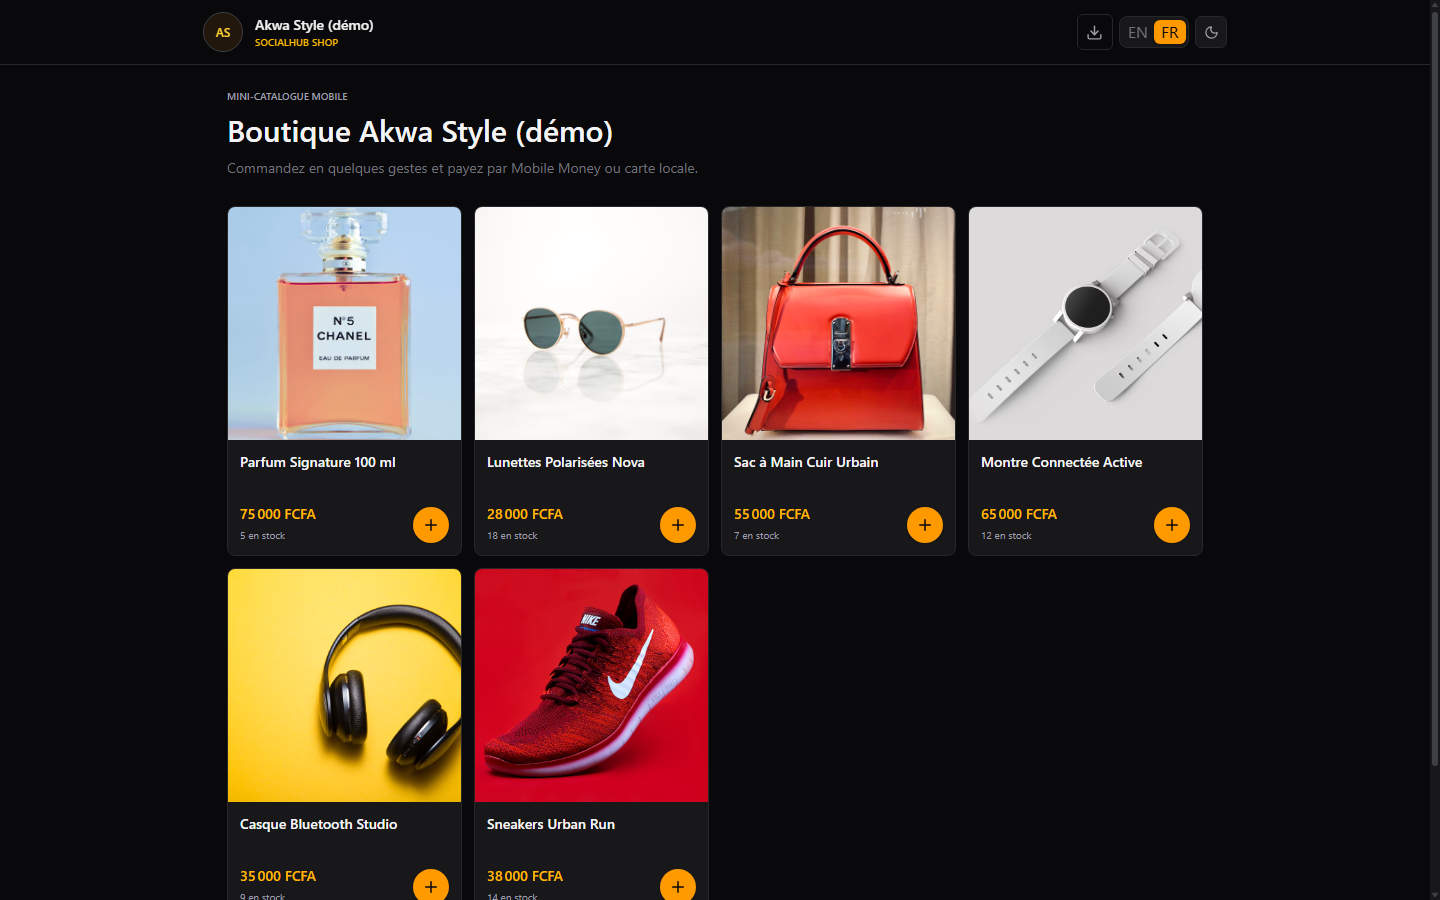 AS
Akwa Style (démo)
SOCIALHUB SHOP
EN FR
MINI-CATALOGUE MOBILE
Boutique Akwa Style (démo)
Commandez en quelques gestes et payez par Mobile Money ou carte locale.
N°5
CHANEL
EAU DE PARFUM
Parfum Signature 100 ml
75 000 FCFA
5 en stock
Lunettes Polarisées Nova
28 000 FCFA
18 en stock
Sac à Main Cuir Urbain
55 000 FCFA
7 en stock
Montre Connectée Active
65 000 FCFA
12 en stock
Casque Bluetooth Studio
35 000 FCFA
9 en stock
NIKE
Sneakers Urban Run
38 000 FCFA
14 en stock